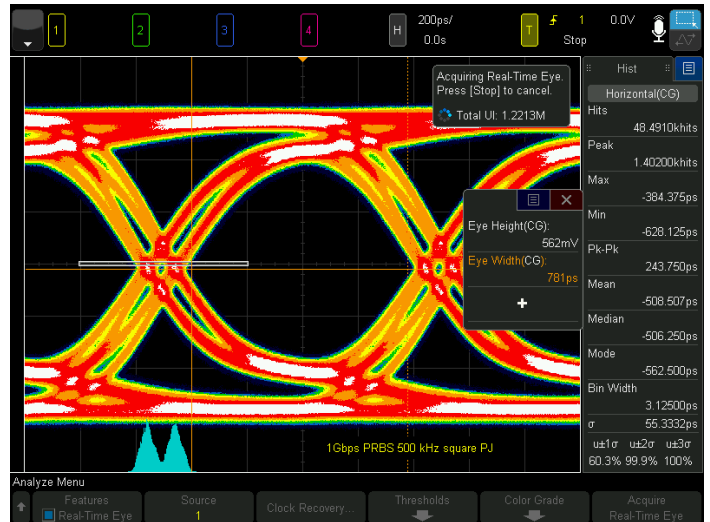 1
2
3
4
H
200ps/
0.0s
T
1
0.0V
Stop
Acquiring Real-Time Eye.
Press [Stop] to cancel.
Total UI: 1.2213M
Eye Height(CG):
562mV
Eye Width(CG):
781ps
+
1Gbps PRBS 500 kHz square PJ
Hist
Horizontal(CG)
Hits
48.4910khits
Peak
1.40200khits
Max
-384.375ps
Min
-628.125ps
Pk-Pk
243.750ps
Mean
-508.507ps
Median
-506.250ps
Mode
-562.500ps
Bin Width
3.12500ps
σ
55.3332ps
u±1σ u±2σ u±3σ
60.3% 99.9% 100%
Analyze Menu
Features
Real-Time Eye
Source
1
Clock Recovery...
Thresholds
Color Grade
Acquire
Real-Time Eye